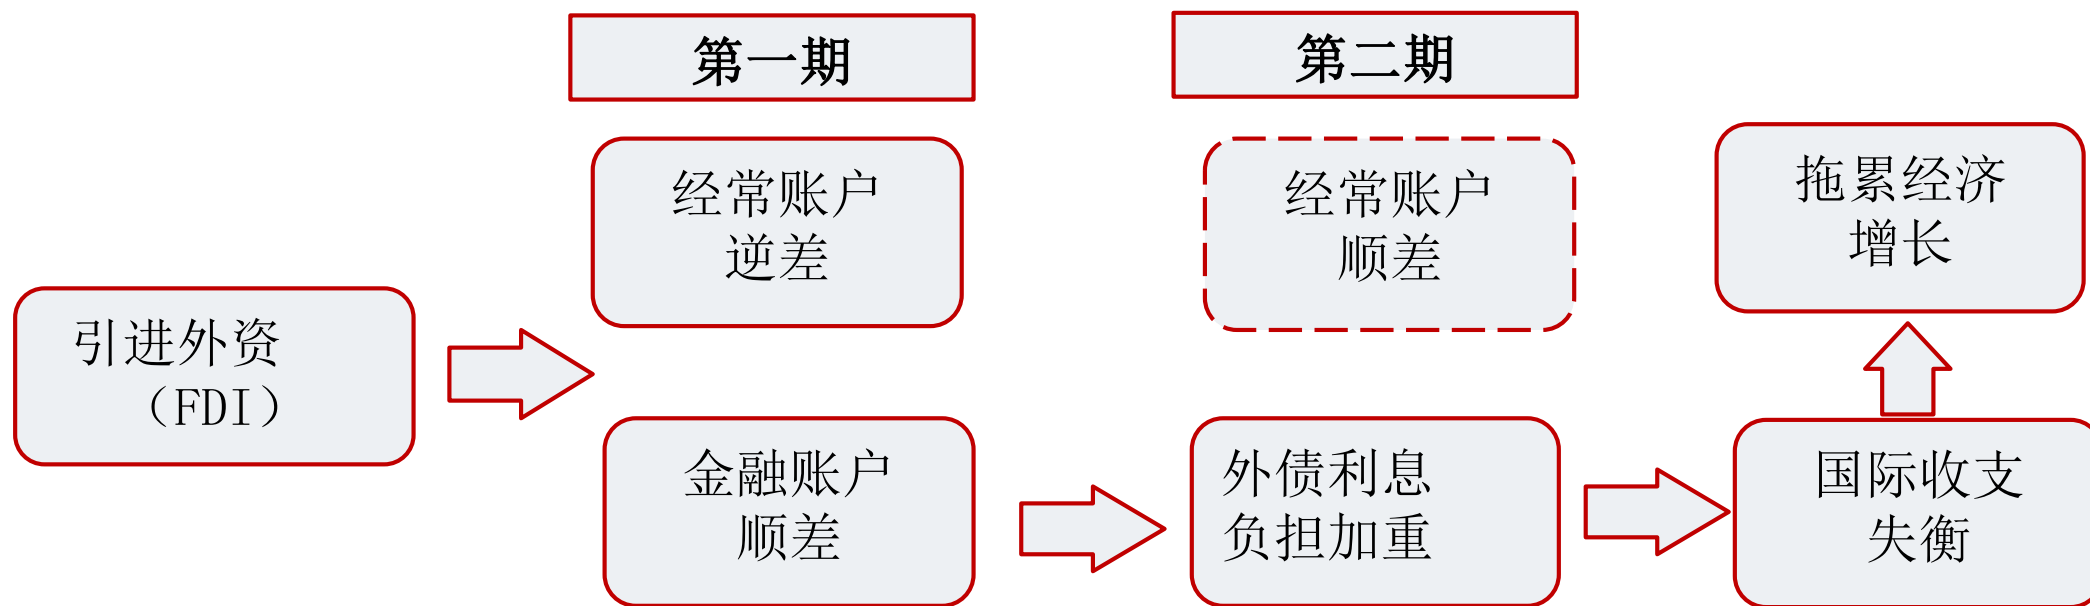 第一期
第二期
引进外资
（FDI）
经常账户
逆差
金融账户
顺差
经常账户
顺差
外债利息
负担加重
拖累经济
增长
国际收支
失衡